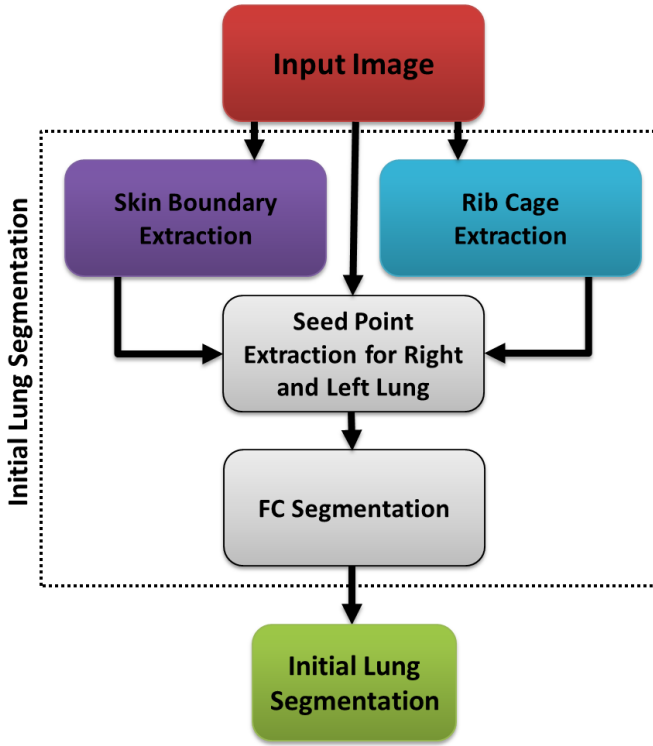 Input Image
Skin Boundary
Extraction
Rib Cage
Extraction
Initial Lung Segmentation
Seed Point
Extraction for Right
and Left Lung
FC Segmentation
Initial Lung
Segmentation